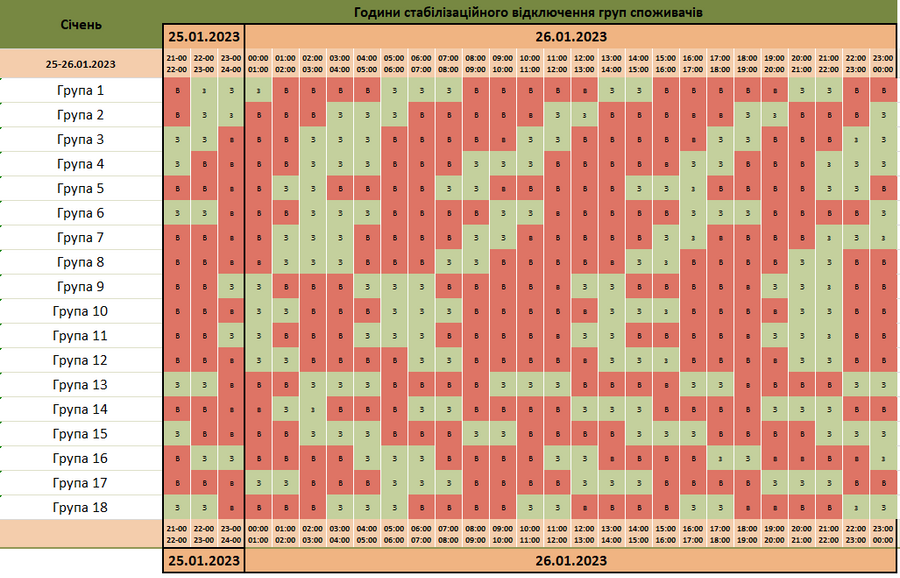 Січень
Години стабілізаційного відключення груп споживачів
25.01.2023 26.01.2023
25-26.01.2023 21-00 22-00 22-00 23-00 23-00 24-00 00:00 01:00 01:00 02:00 02:00 03:00 03:00 04:00 04:00 05:00 05:00 06:00 06:00 07:00 07:00 08:00 08:00 09:00 09:00 10:00 10:00 11:00 11:00 12:00 12:00 13:00 13:00 14:00 14:00 15:00 15:00 16:00 16:00 17:00 17:00 18:00 18:00 19:00 19:00 20:00 20:00 21:00 21:00 22:00 22:00 23:00 23:00 00:00
Група 1 В З З З В В В В З З З В В В В В З З В В В В В З З В В
Група 2 В З З В В В З З З В В В В В З З В В В В В З З В В В З
Група 3 З З В В В З З З В В В В В З З В В В В В З З В В В З З
Група 4 З В В В В З З З В В В З З З В В В В В З З В В В З З З
Група 5 В В В В З З В В В В З З В В В В В З З З В В В В З З В
Група 6 З З В В В З З З В В В В З З В В В В В З З З В В В В З
Група 7 В В В В З З З В В В В З З В В В В В З З В В В В З З З
Група 8 В В В В З З З В В В З З В В В В В З З В В В В З З В В
Група 9 В В З З В В В З З З В В В В В З З В В В В В З З З В В
Група 10 В В В З З В В В З З З В В В В В З З З В В В В З З В В
Група 11 В В З З В В В З З З В В В В В З З В В В В В З З З В В
Група 12 В В В З З В В В В З З В В В В В З З З В В В В З З В В
Група 13 З З В В В З З З В В В В З З З В В В В З З В В В В З З
Група 14 В В В В З З В В В З З В В В В З З З В В В В З З З В В
Група 15 З В В В В З З З В В В З З В В В В З З З В В В В З З З
Група 16 В З З В В В В З З З В В В В З З В В В В З З В В В В З
Група 17 В В В З З В В З З З В В В В З З З В В В В В З З З В В
Група 18 З З В В В В З З З В В В В З З В В В В З З В В В В З З
21-00 22-00 22-00 23-00 23-00 24-00 00:00 01:00 01:00 02:00 02:00 03:00 03:00 04:00 04:00 05:00 05:00 06:00 06:00 07:00 07:00 08:00 08:00 09:00 09:00 10:00 10:00 11:00 11:00 12:00 12:00 13:00 13:00 14:00 14:00 15:00 15:00 16:00 16:00 17:00 17:00 18:00 18:00 19:00 19:00 20:00 20:00 21:00 21:00 22:00 22:00 23:00 23:00 00:00
25.01.2023 26.01.2023